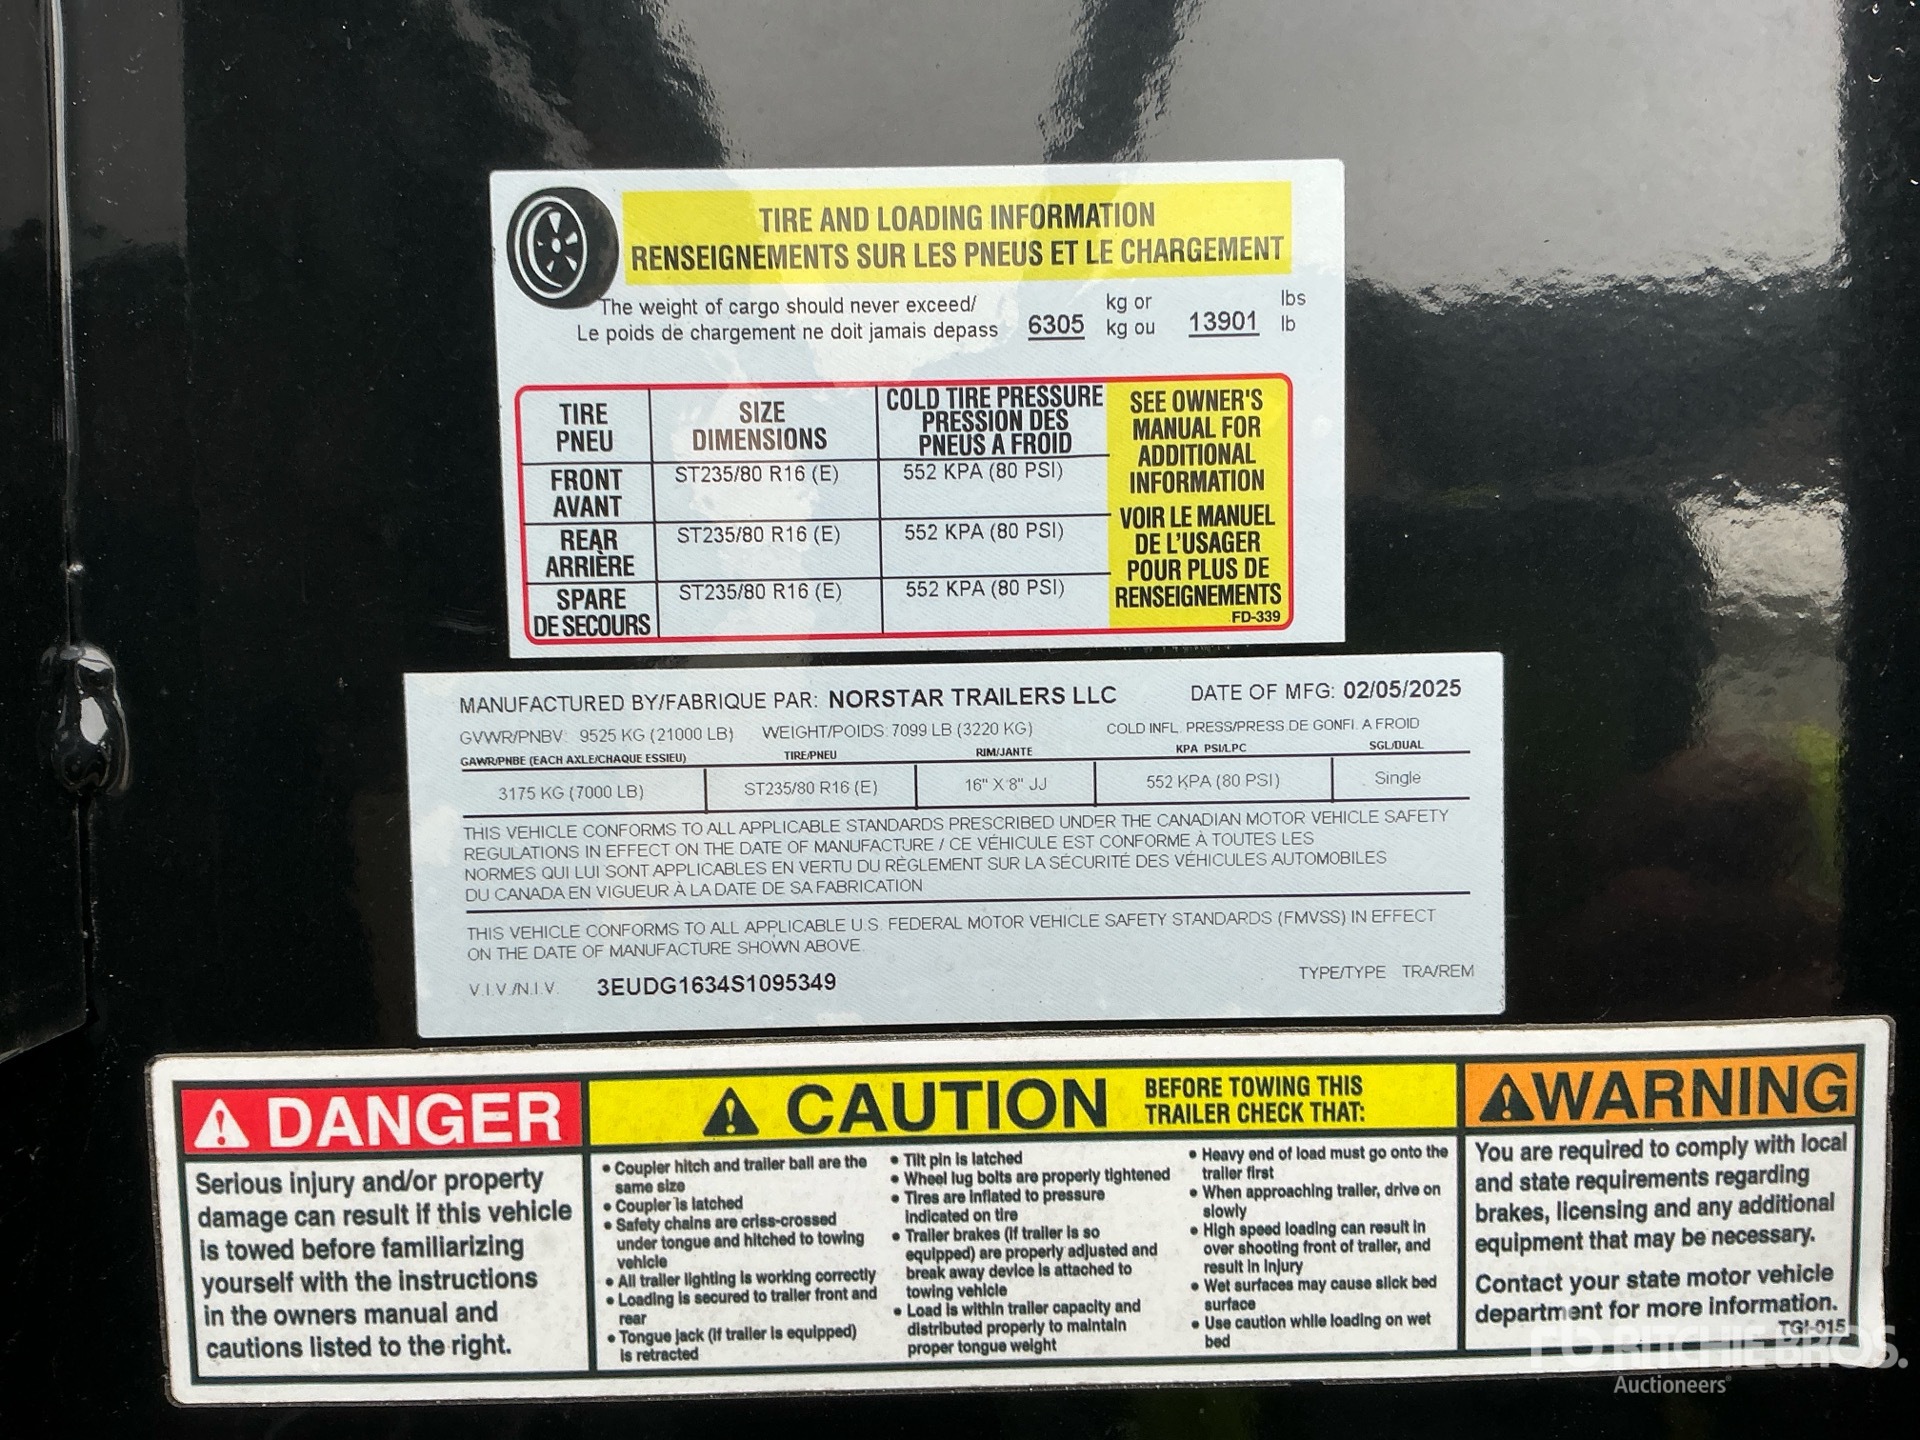 TIRE AND LOADING INFORMATION
RENSEIGNEMENTS SUR LES PNEUS ET LE CHARGEMENT
The weight of cargo should never exceed/ kg or lbs
Le poids de chargement ne doit jamais depass 6305 kg ou 13901 lb
TIRE
PNEU
SIZE
DIMENSIONS
COLD TIRE PRESSURE
PRESSION DES
PNEUS A FROID
FRONT
AVANT
ST235/80 R16 (E)
552 KPA (80 PSI)
REAR
ARRIÈRE
ST235/80 R16 (E)
552 KPA (80 PSI)
SPARE
DE SECOURS
ST235/80 R16 (E)
552 KPA (80 PSI)
SEE OWNER'S
MANUAL FOR
ADDITIONAL
INFORMATION
VOIR LE MANUEL
DE L'USAGER
POUR PLUS DE
RENSEIGNEMENTS
FD-339
MANUFACTURED BY/FABRIQUE PAR: NORSTAR TRAILERS LLC DATE OF MFG: 02/05/2025
GVWR/PNBV: 9525 KG (21000 LB) WEIGHT/POIDS: 7099 LB (3220 KG) COLD INFL. PRESS/PRESS.DE GONFI. A FROID
GAWR/PNBE (EACH AXLE/CHAQUE ESSIEU) TIRE/PNEU RIM/JANTE KPA PSI/LPC SGL/DUAL
3175 KG (7000 LB) ST235/80 R16 (E) 16" X 8" JJ 552 KPA (80 PSI) Single
THIS VEHICLE CONFORMS TO ALL APPLICABLE STANDARDS PRESCRIBED UNDER THE CANADIAN MOTOR VEHICLE SAFETY
REGULATIONS IN EFFECT ON THE DATE OF MANUFACTURE / CE VÉHICULE EST CONFORME À TOUTES LES
NORMES QUI LUI SONT APPLICABLES EN VERTU DU RÈGLEMENT SUR LA SÉCURITÉ DES VÉHICULES AUTOMOBILES
DU CANADA EN VIGUEUR À LA DATE DE SA FABRICATION
THIS VEHICLE CONFORMS TO ALL APPLICABLE U.S. FEDERAL MOTOR VEHICLE SAFETY STANDARDS (FMVSS) IN EFFECT
ON THE DATE OF MANUFACTURE SHOWN ABOVE.
V.I.V./N.I.V. 3EUDG1634S1095349 TYPE/TYPE TRA/REM
DANGER
Serious injury and/or property
damage can result if this vehicle
is towed before familiarizing
yourself with the instructions
in the owners manual and
cautions listed to the right.
CAUTION
BEFORE TOWING THIS
TRAILER CHECK THAT:
• Coupler hitch and trailer ball are the
same size
• Coupler is latched
• Safety chains are criss-crossed
under tongue and hitched to towing
vehicle
• All trailer lighting is working correctly
• Loading is secured to trailer front and
rear
• Tongue jack (if trailer is equipped)
is retracted
• Tilt pin is latched
• Wheel lug bolts are properly tightened
• Tires are inflated to pressure
indicated on tire
• Trailer brakes (if trailer is so
equipped) are properly adjusted and
break away device is attached to
towing vehicle
• Load is within trailer capacity and
distributed properly to maintain
proper tongue weight
• Heavy end of load must go onto the
trailer first
• When approaching trailer, drive on
slowly
• High speed loading can result in
over shooting front of trailer, and
result in injury
• Wet surfaces may cause slick bed
surface
• Use caution while loading on wet
bed
WARNING
You are required to comply with local
and state requirements regarding
brakes, licensing and any additional
equipment that may be necessary.
Contact your state motor vehicle
department for more information.
TGI-015
RITCHIE BROS.
Auctioneers